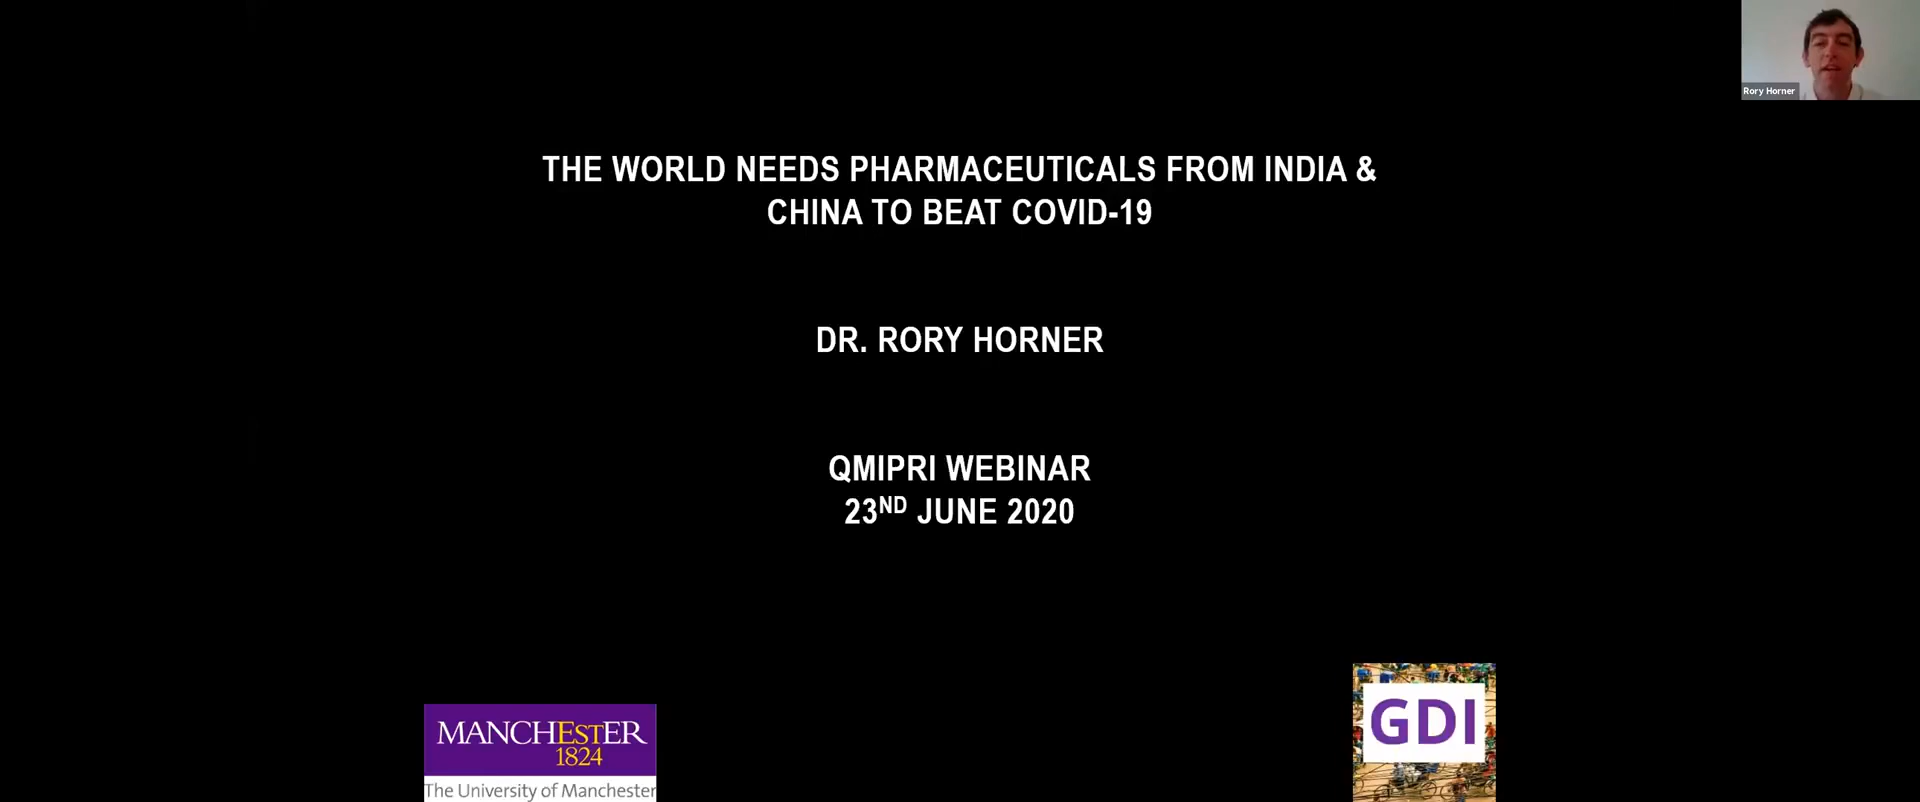 Rory Horner
THE WORLD NEEDS PHARMACEUTICALS FROM INDIA &
CHINA TO BEAT COVID-19
DR. RORY HORNER
QMIPRI WEBINAR
23ND JUNE 2020
MANCHESTER
1824
The University of Manchester
GDI